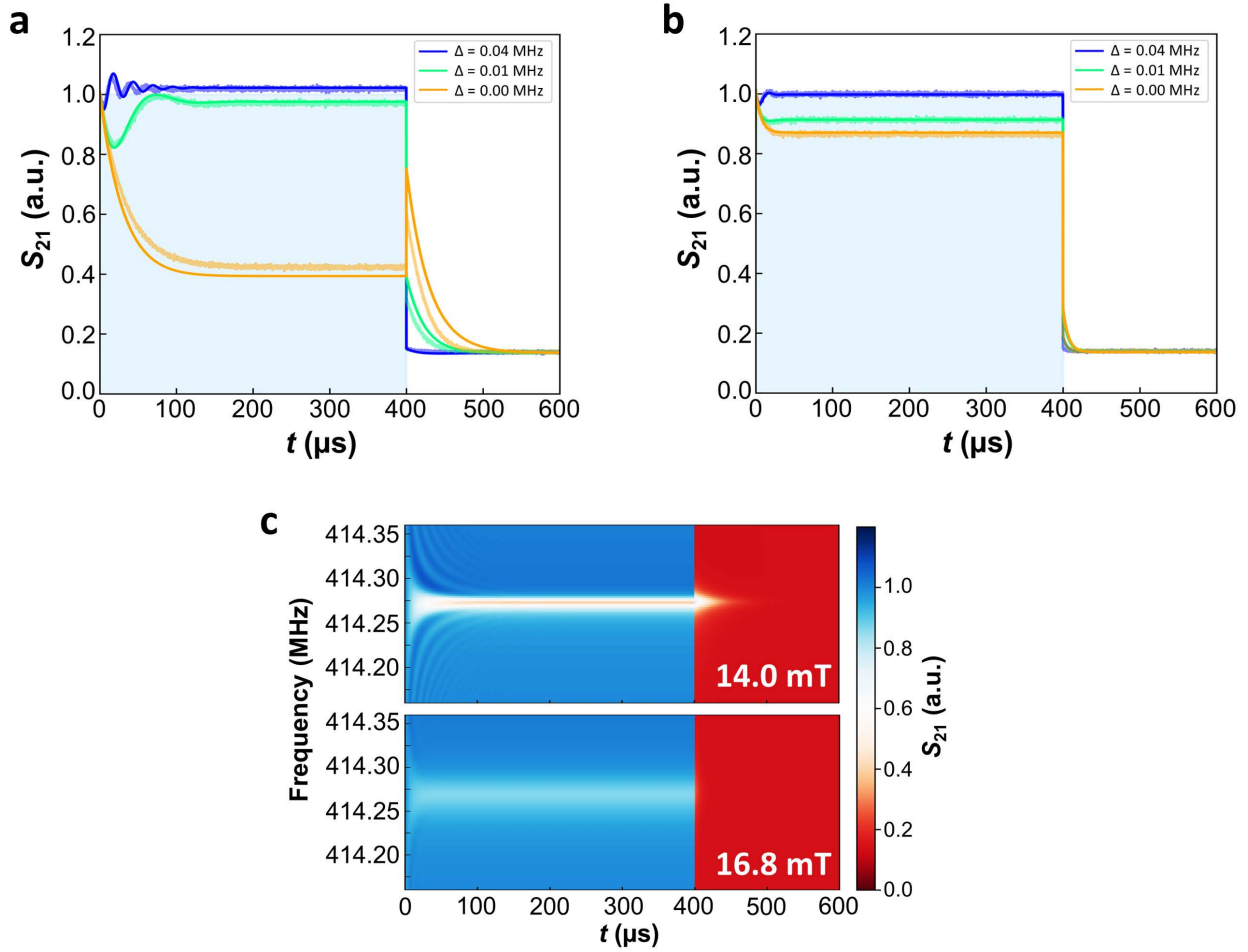 a
1.2
1.0
0.8
0.6
0.4
0.2
0.0
S21 (a.u.)
Δ = 0.04 MHz
Δ = 0.01 MHz
Δ = 0.00 MHz
0 100 200 300 400 500 600
t (μs)
b
1.2
1.0
0.8
0.6
0.4
0.2
0.0
S21 (a.u.)
Δ = 0.04 MHz
Δ = 0.01 MHz
Δ = 0.00 MHz
0 100 200 300 400 500 600
t (μs)
c
Frequency (MHz)
414.35
414.30
414.25
414.20
14.0 mT
414.35
414.30
414.25
414.20
16.8 mT
0 100 200 300 400 500 600
t (μs)
1.0
0.8
0.6
0.4
0.2
0.0
S21 (a.u.)